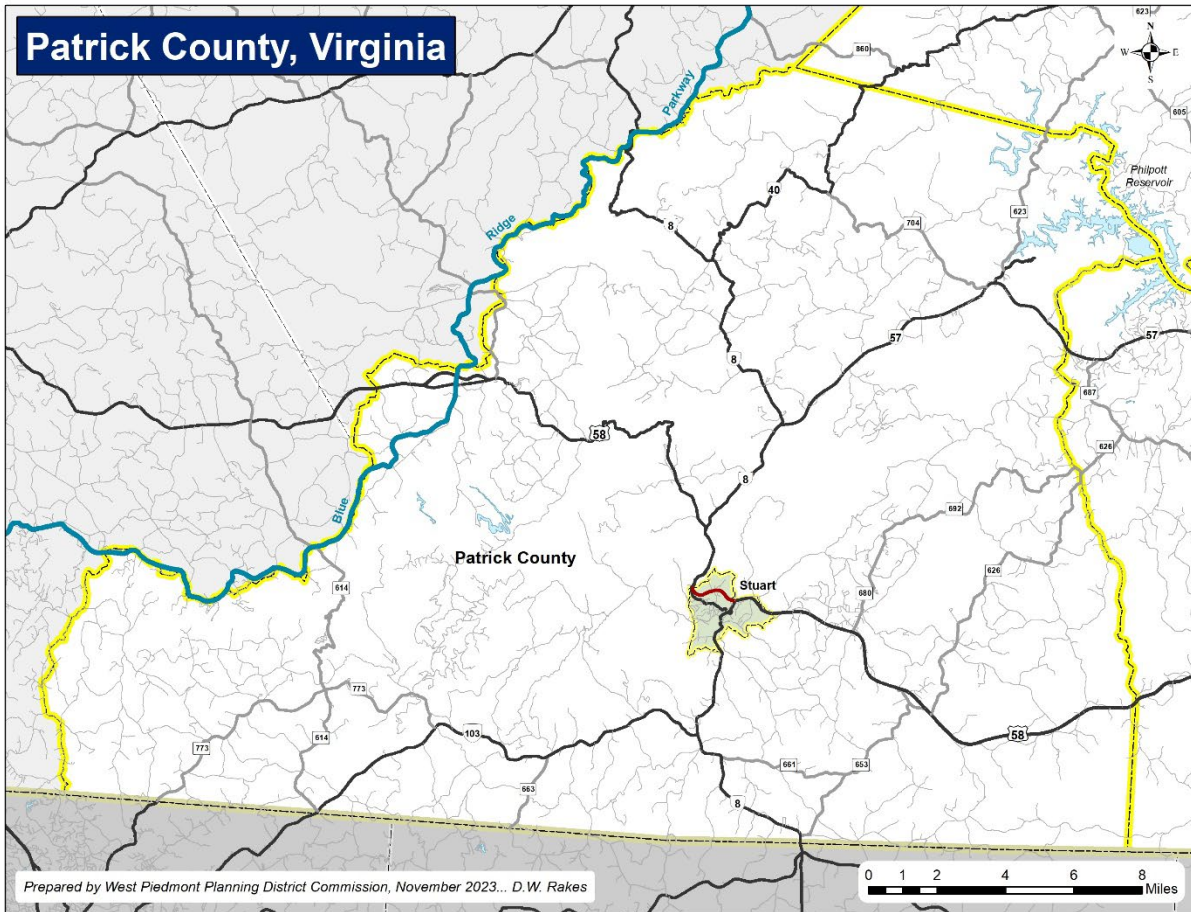 Patrick County, Virginia
623
N
W
E
S
860
Parkway
605
Philpott
Reservoir
40
623
704
8
Ridge
57
57
8
687
58
626
8
692
Blue
Patrick County
626
614
Stuart
680
773
103
58
773
614
661
653
663
8
Prepared by West Piedmont Planning District Commission, November 2023... D.W. Rakes
0 1 2 4 6 8
Miles